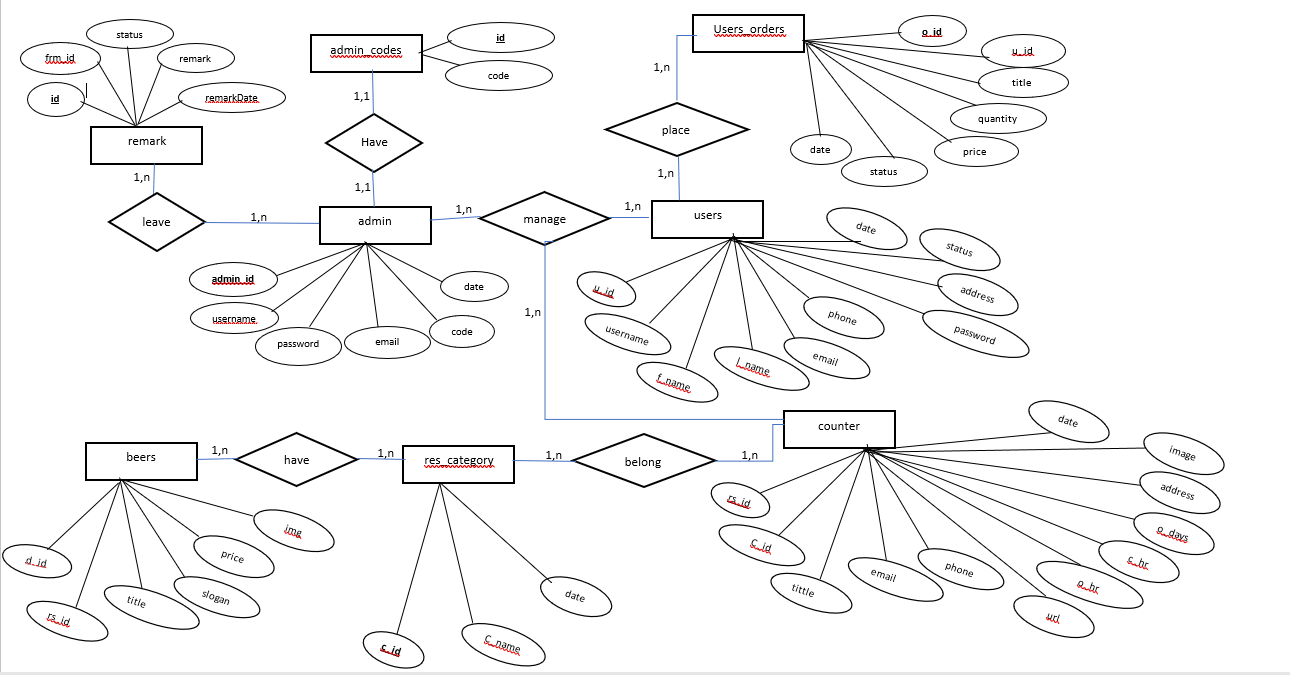 status
frm_id
remark
id
remarkDate
remark
1,n
leave
1,n
admin_codes
id
code
1,1
Have
1,1
admin
1,n
manage
1,n
1,n
admin_id
username
password
email
code
date
Users_orders
o_id
u_id
title
quantity
price
status
date
1,n
place
1,n
users
date
status
address
password
phone
email
l_name
f_name
username
u_id
beers
1,n
have
1,n
res_category
1,n
belong
1,n
counter
d_id
rs_id
title
slogan
price
img
c_id
C_name
date
date
image
address
o_days
c_hr
o_hr
url
phone
email
tittle
C_id
rs_id